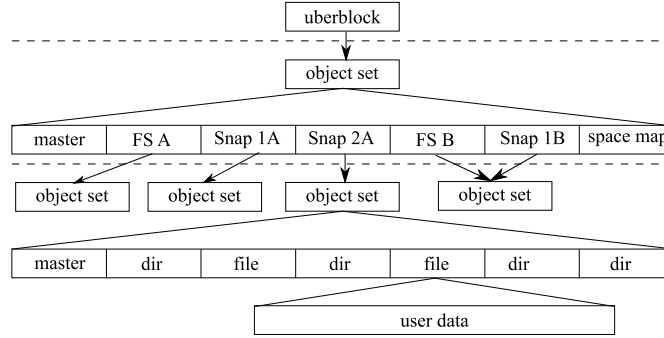 uberblock
object set
master FS A Snap 1A Snap 2A FS B Snap 1B space map
object set object set object set object set
master dir file dir file dir dir
user data